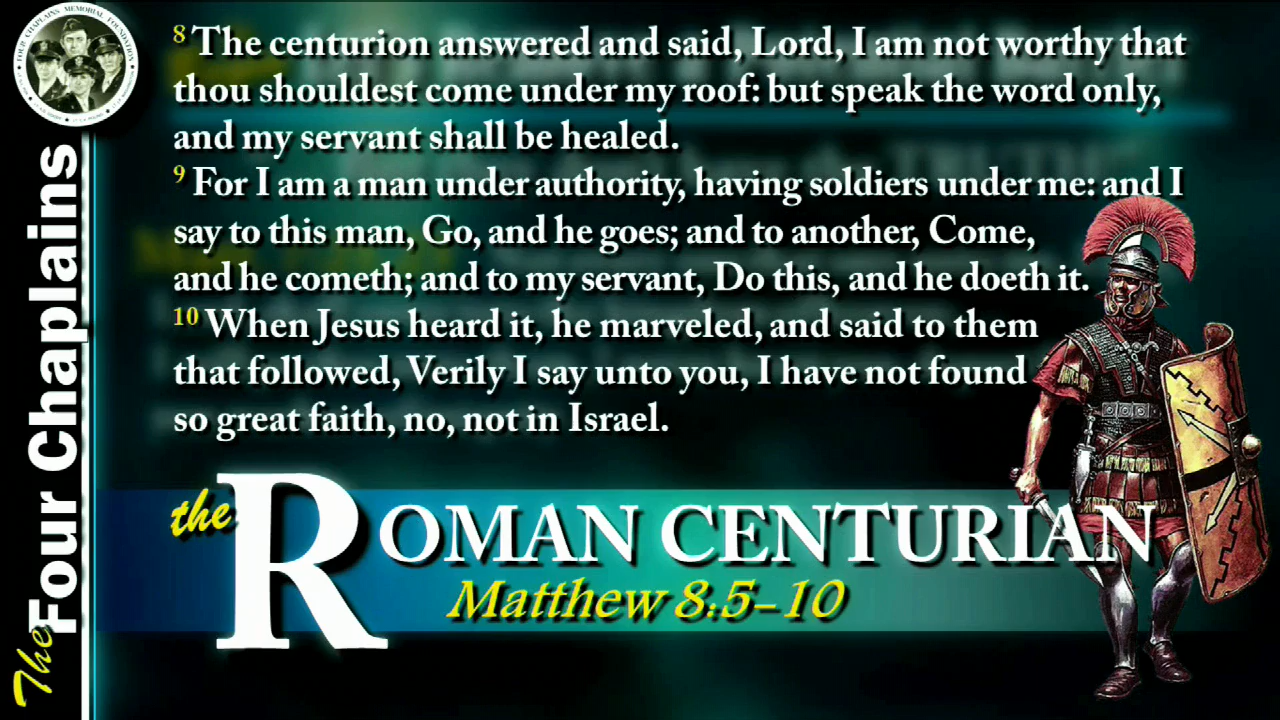 8 The centurion answered and said, Lord, I am not worthy that
thou shouldest come under my roof: but speak the word only,
and my servant shall be healed.
9 For I am a man under authority, having soldiers under me: and I
say to this man, Go, and he goes; and to another, Come,
and he cometh; and to my servant, Do this, and he doeth it.
10 When Jesus heard it, he marveled, and said to them
that followed, Verily I say unto you, I have not found
so great faith, no, not in Israel.
the ROMAN CENTURIAN
Matthew 8:5–10
The Four Chaplains
FOUR CHAPLAINS MEMORIAL FOUNDATION